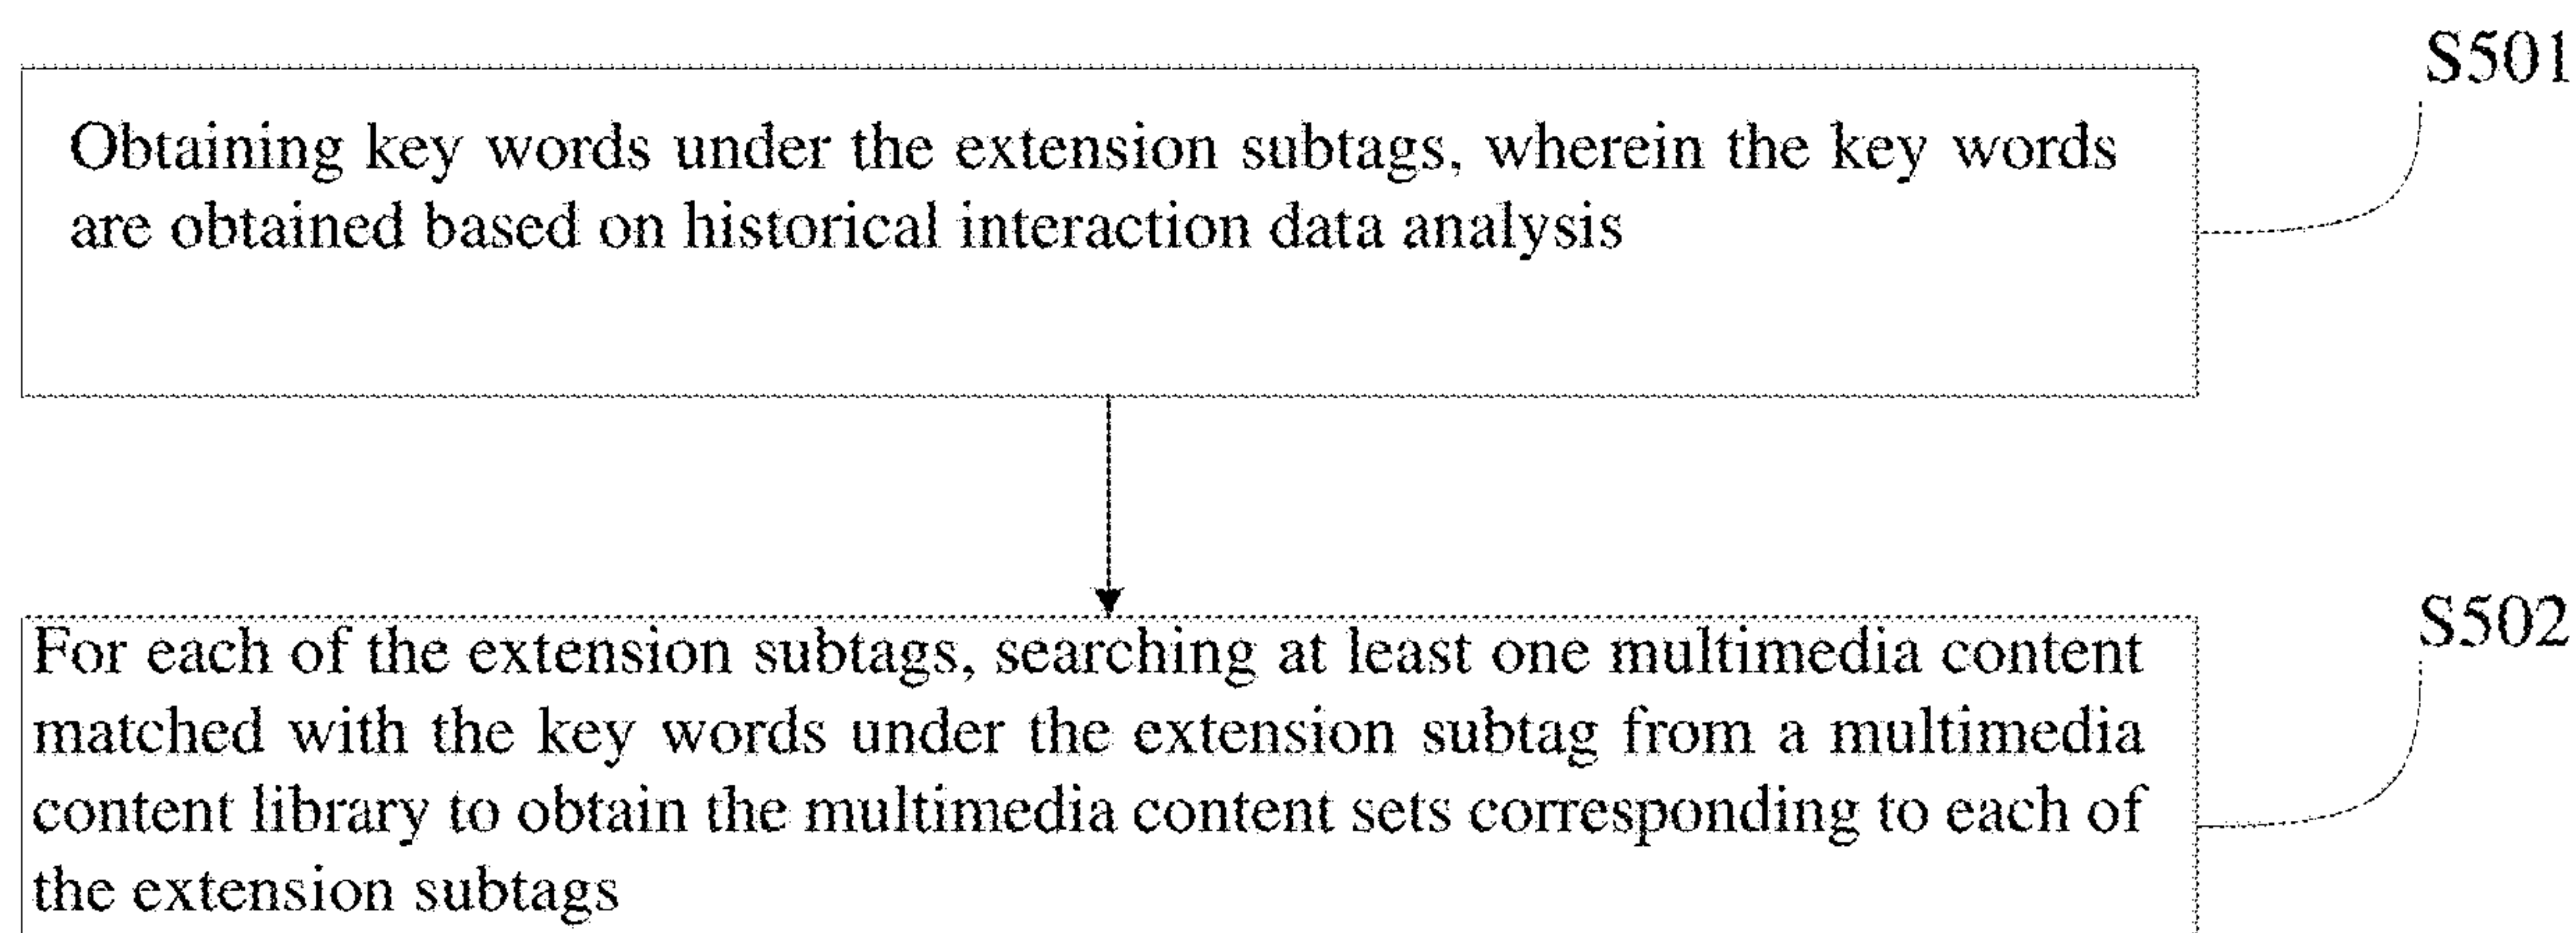 S501
Obtaining key words under the extension subtags, wherein the key words
are obtained based on historical interaction data analysis
S502
For each of the extension subtags, searching at least one multimedia content
matched with the key words under the extension subtag from a multimedia
content library to obtain the multimedia content sets corresponding to each of
the extension subtags